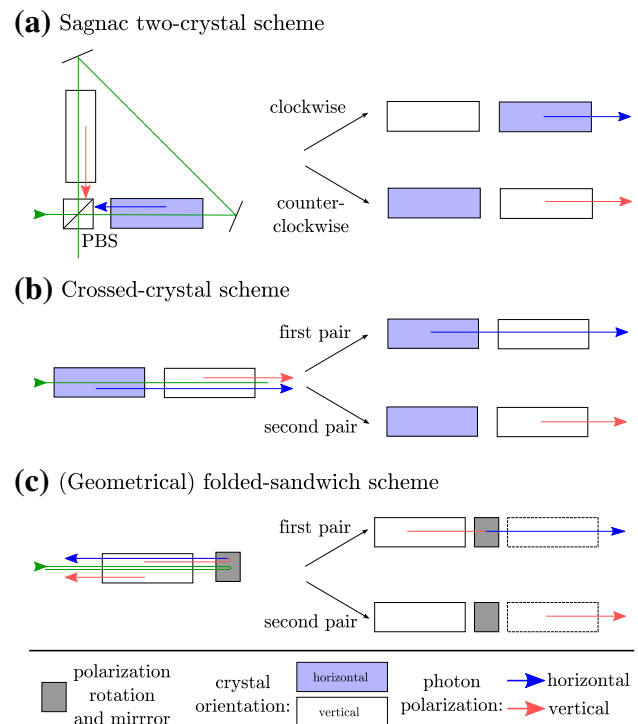 (a) Sagnac two-crystal scheme
clockwise
counter-
clockwise
PBS
(b) Crossed-crystal scheme
first pair
second pair
(c) (Geometrical) folded-sandwich scheme
first pair
second pair
polarization
rotation
and mirrror
crystal
orientation:
horizontal
vertical
photon
polarization:
horizontal
vertical